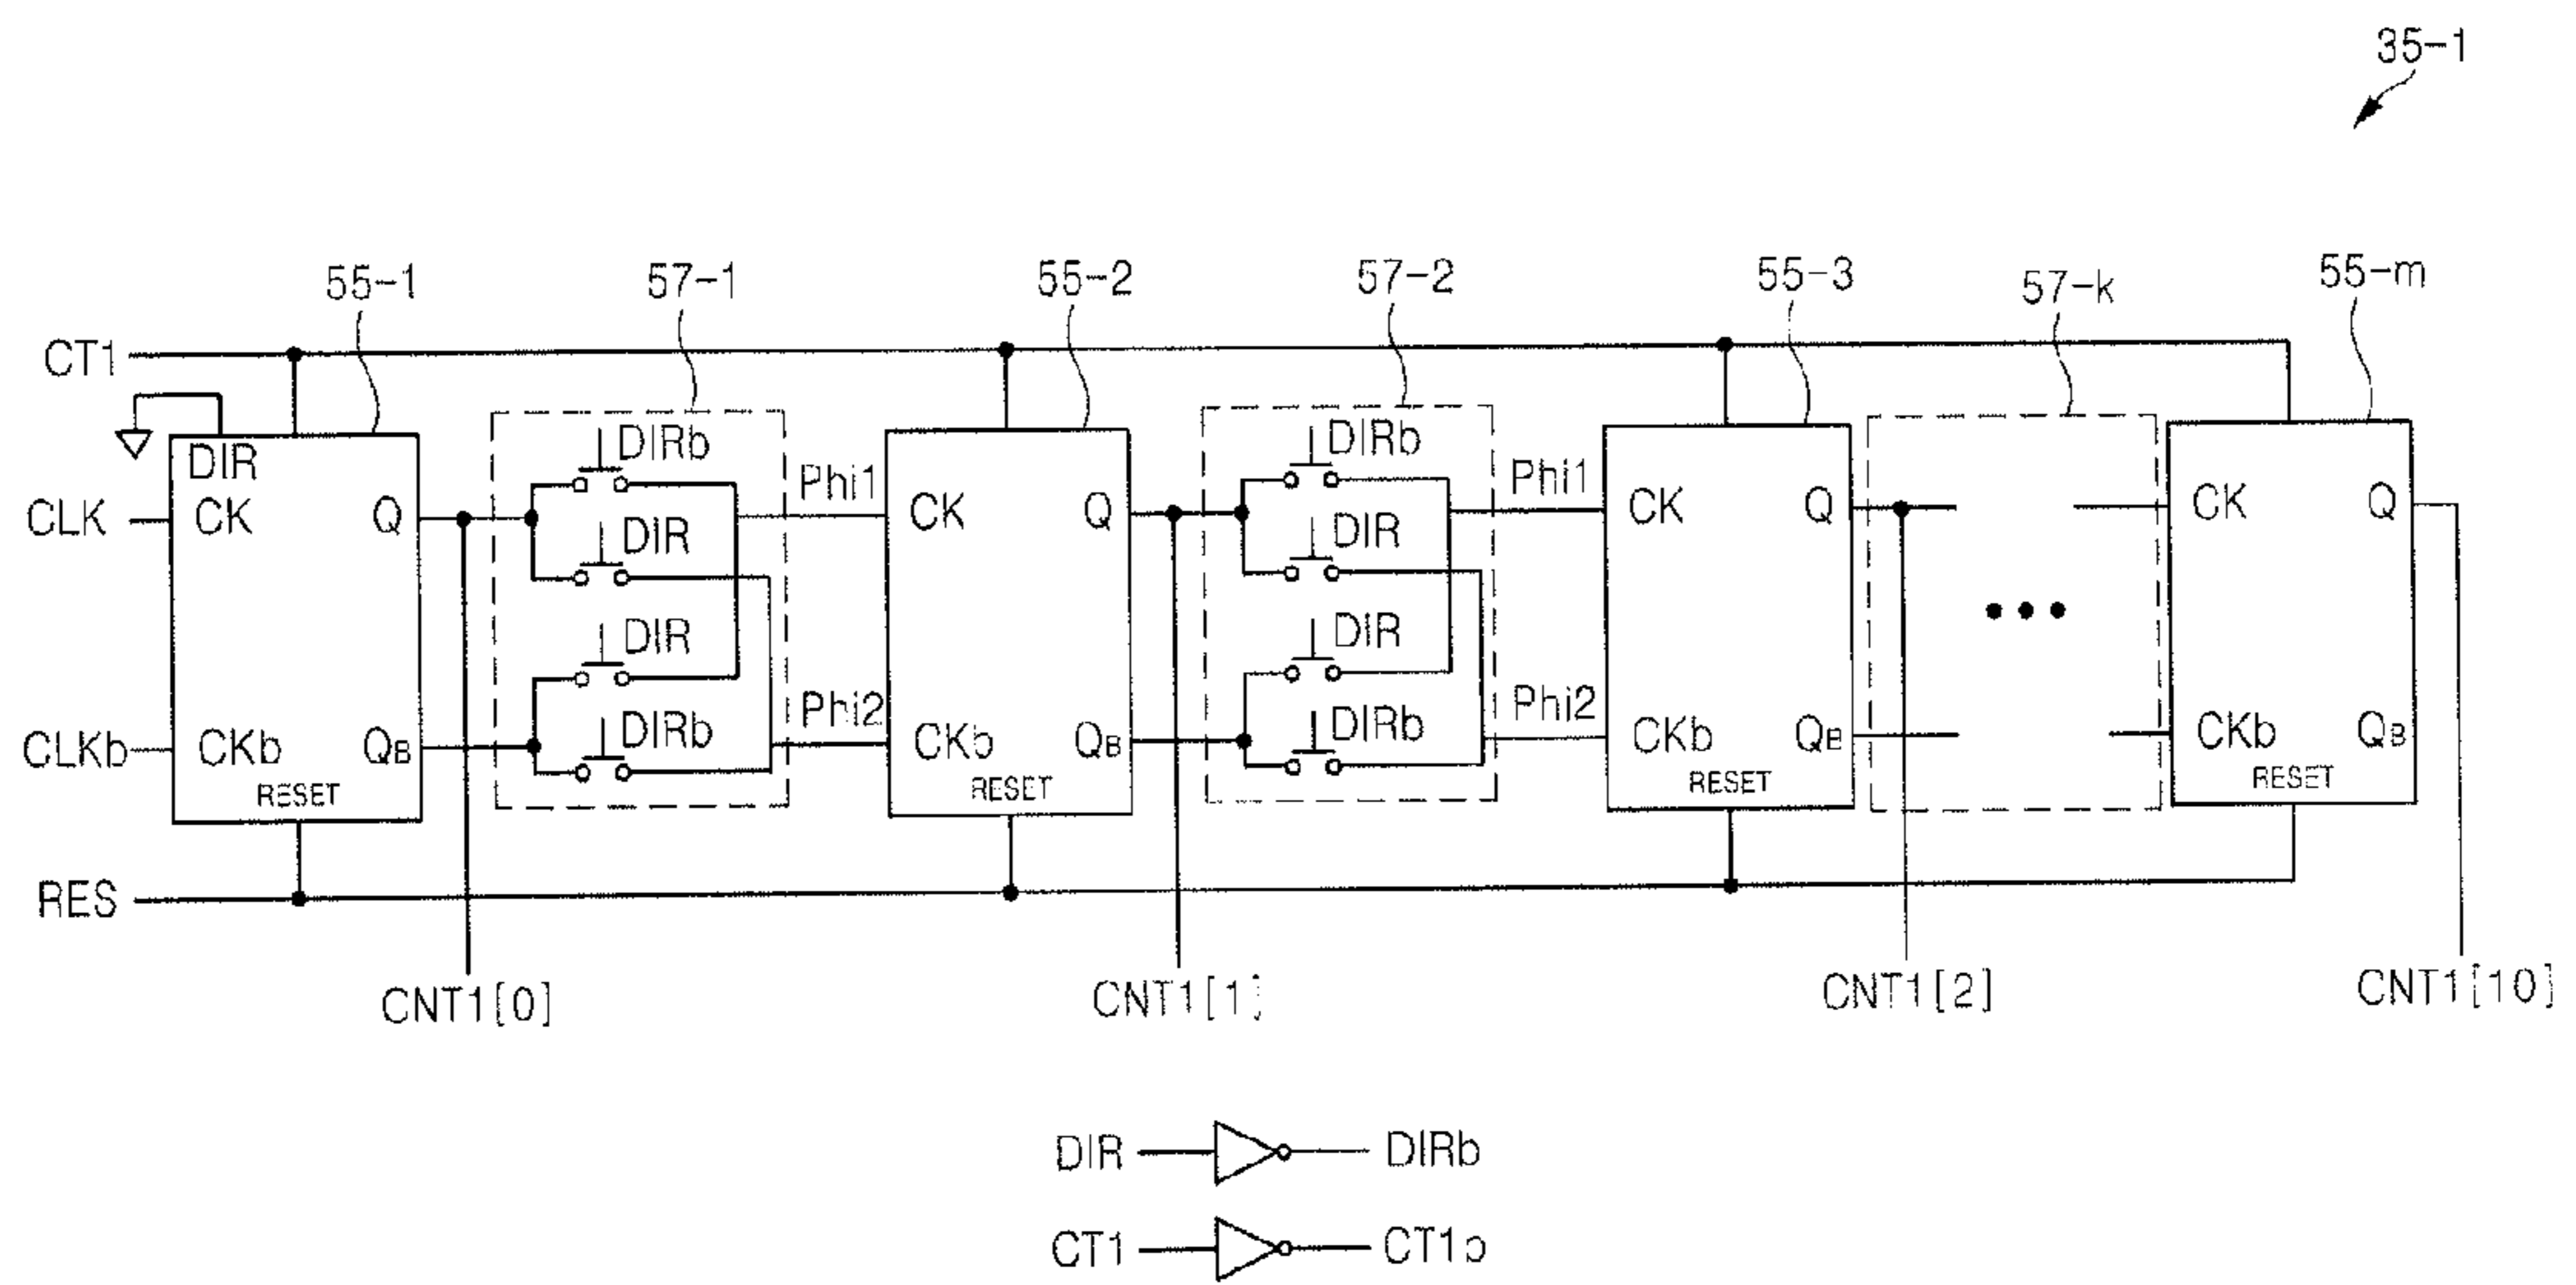 35-1
55-1
57-1
55-2
57-2
55-3
57-k
55-m
CT1
DIR
CLK
CK
Q
CLKb
CKb
QB
RESET
DIRb
DIR
DIR
DIRb
Phi1
Phi2
CK
Q
CKb
QB
RESET
DIRb
DIR
DIR
DIRb
Phi1
Phi2
CK
Q
CKb
QB
RESET
CK
Q
CKb
QB
RESET
RES
CNT1[0]
CNT1[1]
CNT1[2]
CNT1[10]
DIR DIRb
CT1 CT1b